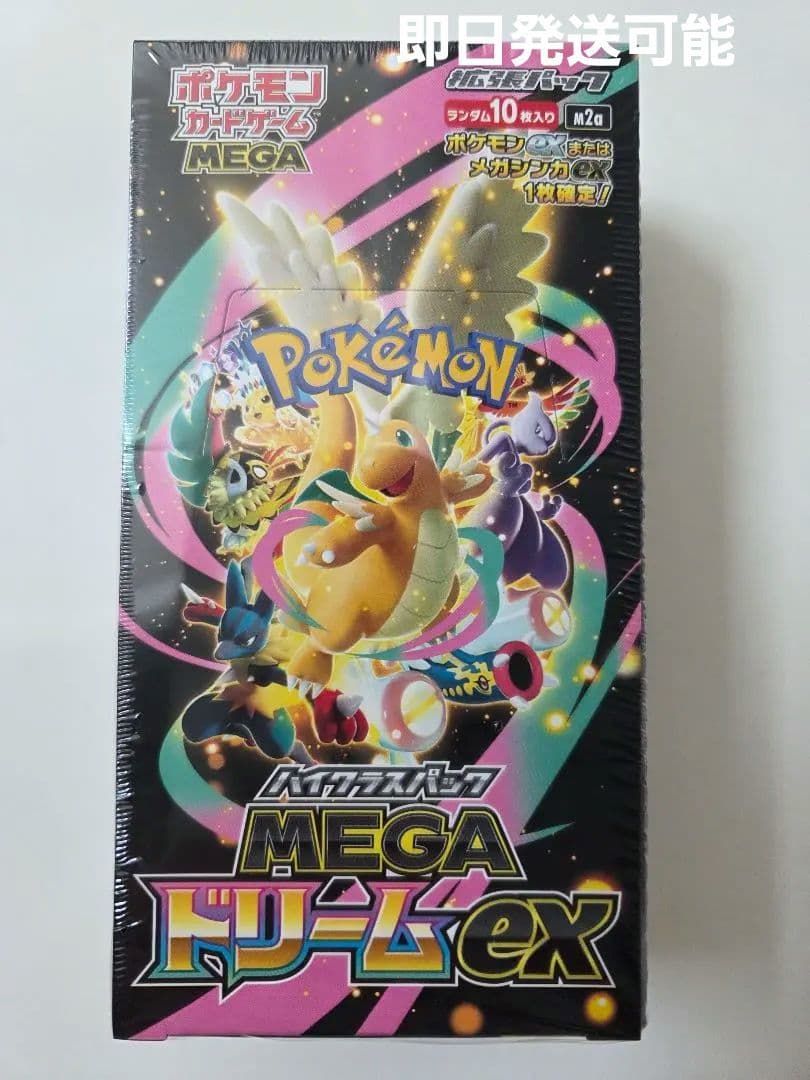 即日発送可能
ポケモン
カードゲーム
MEGA
拡張パック
ランダム10枚入り
M2a
ポケモンexまたは
メガシンカex
1枚確定!
POKéMON
TM
ハイクラスパック
MEGA
ドリームex